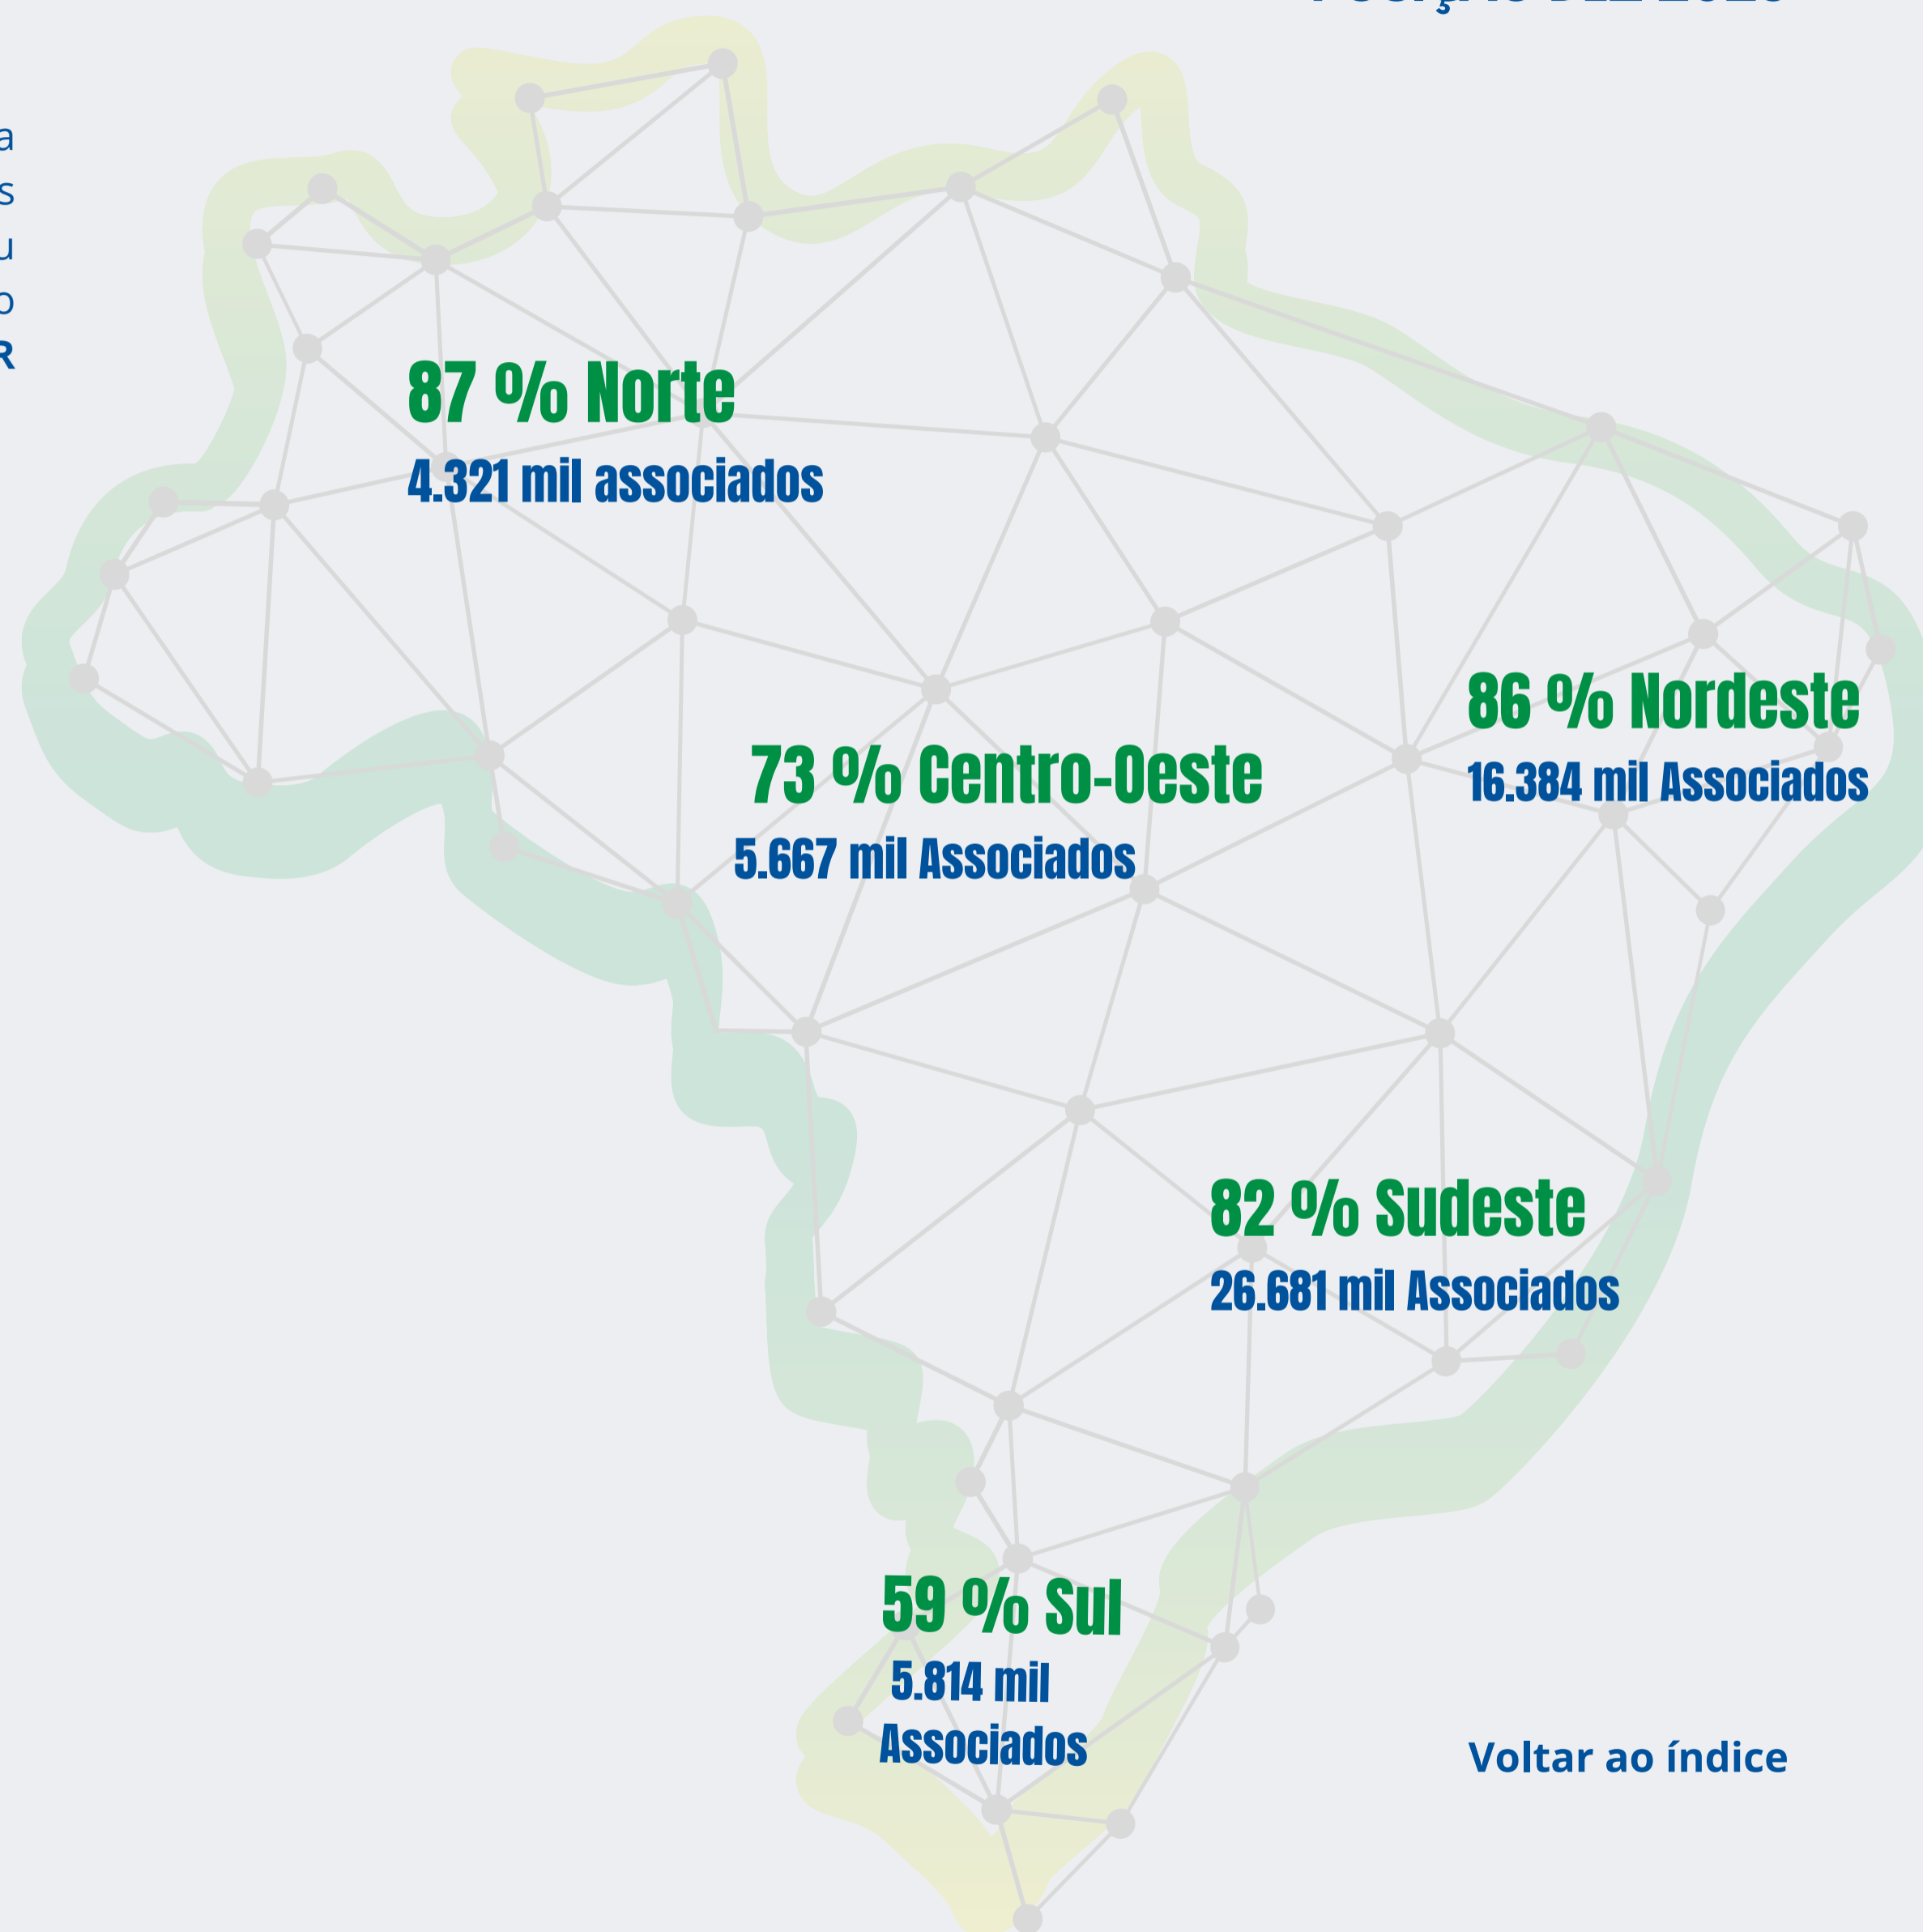 a
s
u
o
R
87 % Norte
4.321 mil associados
86 % Nordeste
16.384 mil Associados
73 % Centro-Oeste
5.667 mil Associados
82 % Sudeste
26.681 mil Associados
59 % Sul
5.814 mil
Associados
Voltar ao índice